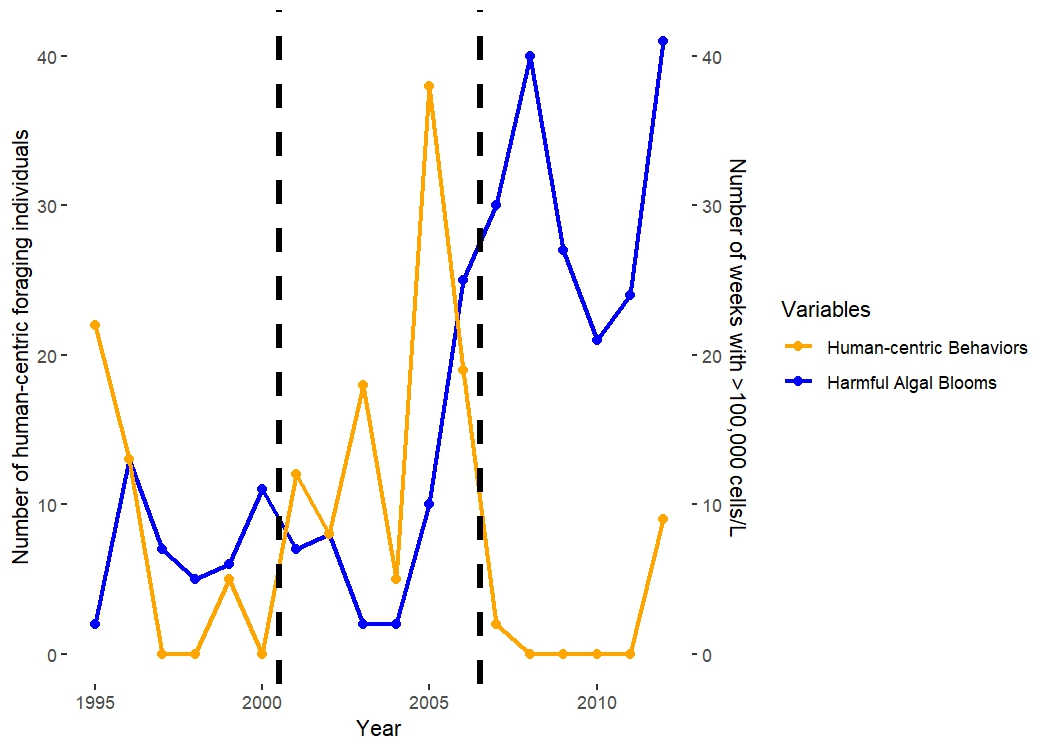 Number of human-centric foraging individuals
40
30
20
10
0
1995
2000
2005
2010
Year
40
30
20
10
0
Number of weeks with >100,000 cells/L
Variables
Human-centric Behaviors
Harmful Algal Blooms